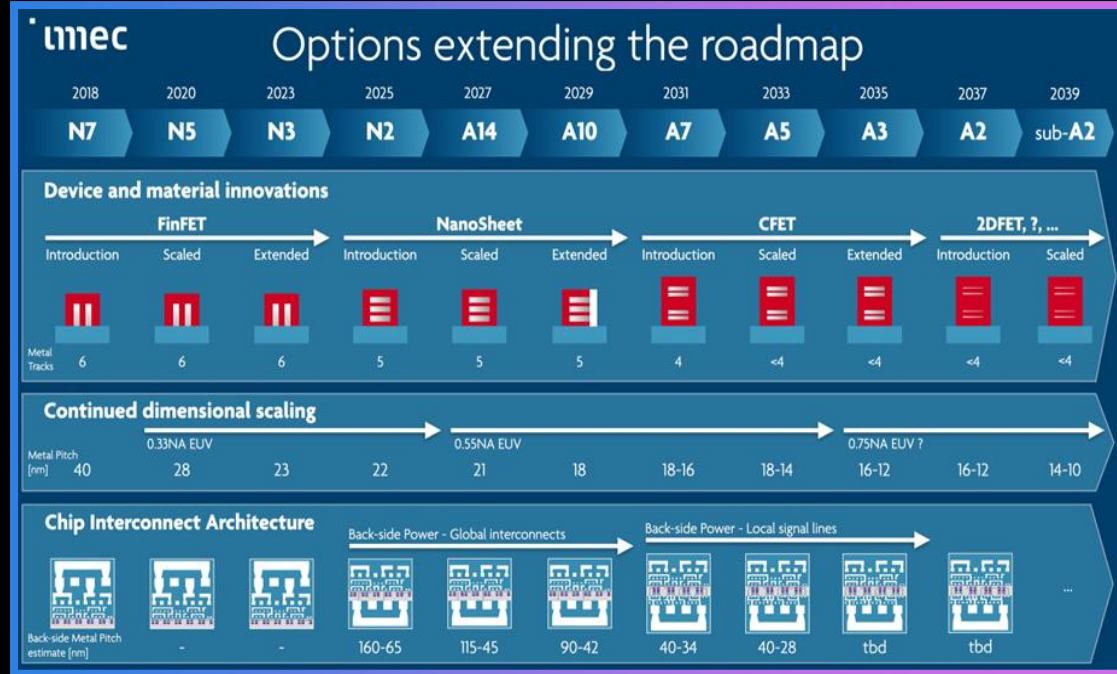 imec
Options extending the roadmap
2018 2020 2023 2025 2027 2029 2031 2033 2035 2037 2039
N7 N5 N3 N2 A14 A10 A7 A5 A3 A2 sub-A2
Device and material innovations
FinFET NanoSheet CFET 2DFET, ?, ...
Introduction Scaled Extended Introduction Scaled Extended Introduction Scaled Extended Introduction Scaled
Metal
Tracks 6 6 6 5 5 5 4 <4 <4 <4 <4
Continued dimensional scaling
0.33NA EUV 0.55NA EUV 0.75NA EUV ?
Metal Pitch
[nm] 40 28 23 22 21 18 18-16 18-14 16-12 16-12 14-10
Chip Interconnect Architecture
Back-side Power - Global interconnects Back-side Power - Local signal lines
...
Back-side Metal Pitch
estimate [nm] - - 160-65 115-45 90-42 40-34 40-28 tbd tbd